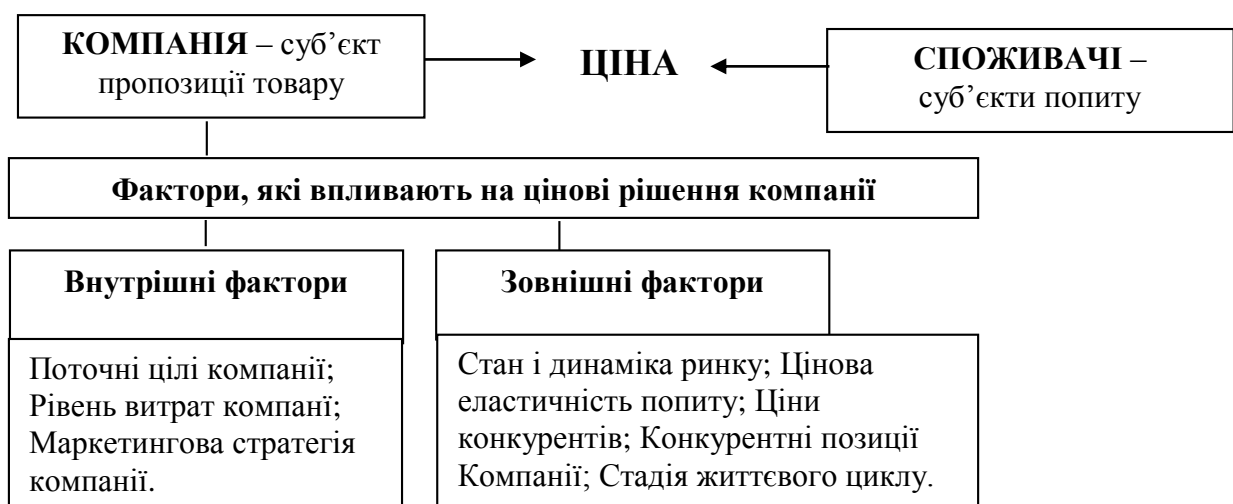 КОМПАНІЯ – суб’єкт
пропозиції товару
ЦІНА
СПОЖИВАЧІ –
суб’єкти попиту
Фактори, які впливають на цінові рішення компанії
Внутрішні фактори
Поточні цілі компанії;
Рівень витрат компанї;
Маркетингова стратегія
компанії.
Зовнішні фактори
Стан і динаміка ринку; Цінова
еластичність попиту; Ціни
конкурентів; Конкурентні позиції
Компанії; Стадія життєвого циклу.